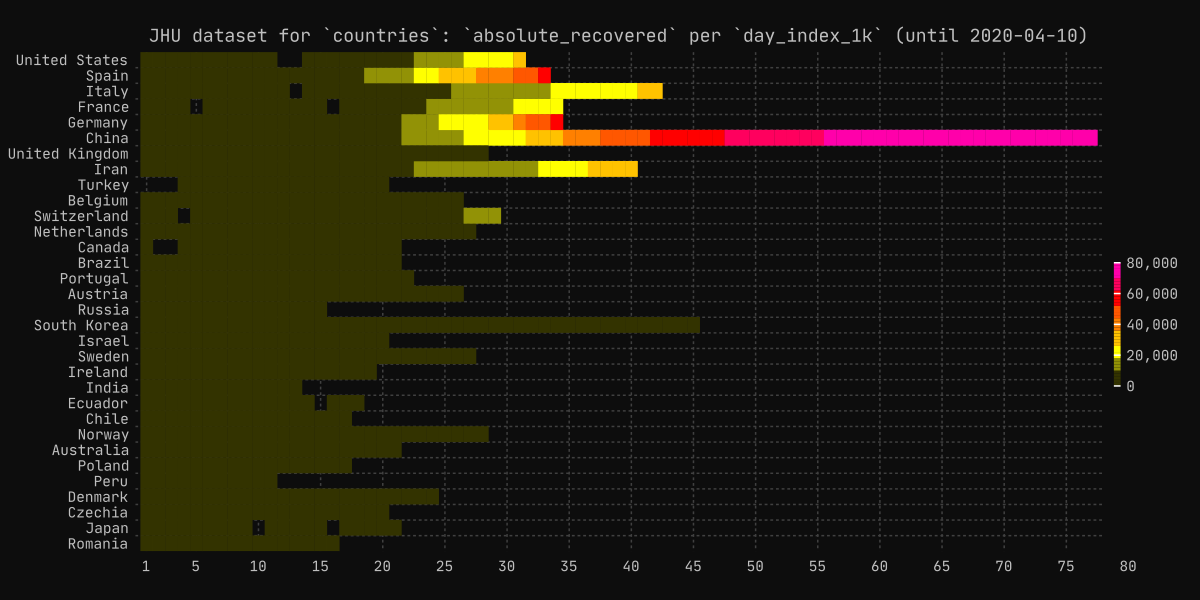 JHU dataset for `countries`: `absolute_recovered` per `day_index_1k` (until 2020-04-10)
United States
Spain
Italy
France
Germany
China
United Kingdom
Iran
Turkey
Belgium
Switzerland
Netherlands
Canada
Brazil
Portugal
Austria
Russia
South Korea
Israel
Sweden
Ireland
India
Ecuador
Chile
Norway
Australia
Poland
Peru
Denmark
Czechia
Japan
Romania
1 5 10 15 20 25 30 35 40 45 50 55 60 65 70 75 80
80,000
60,000
40,000
20,000
0